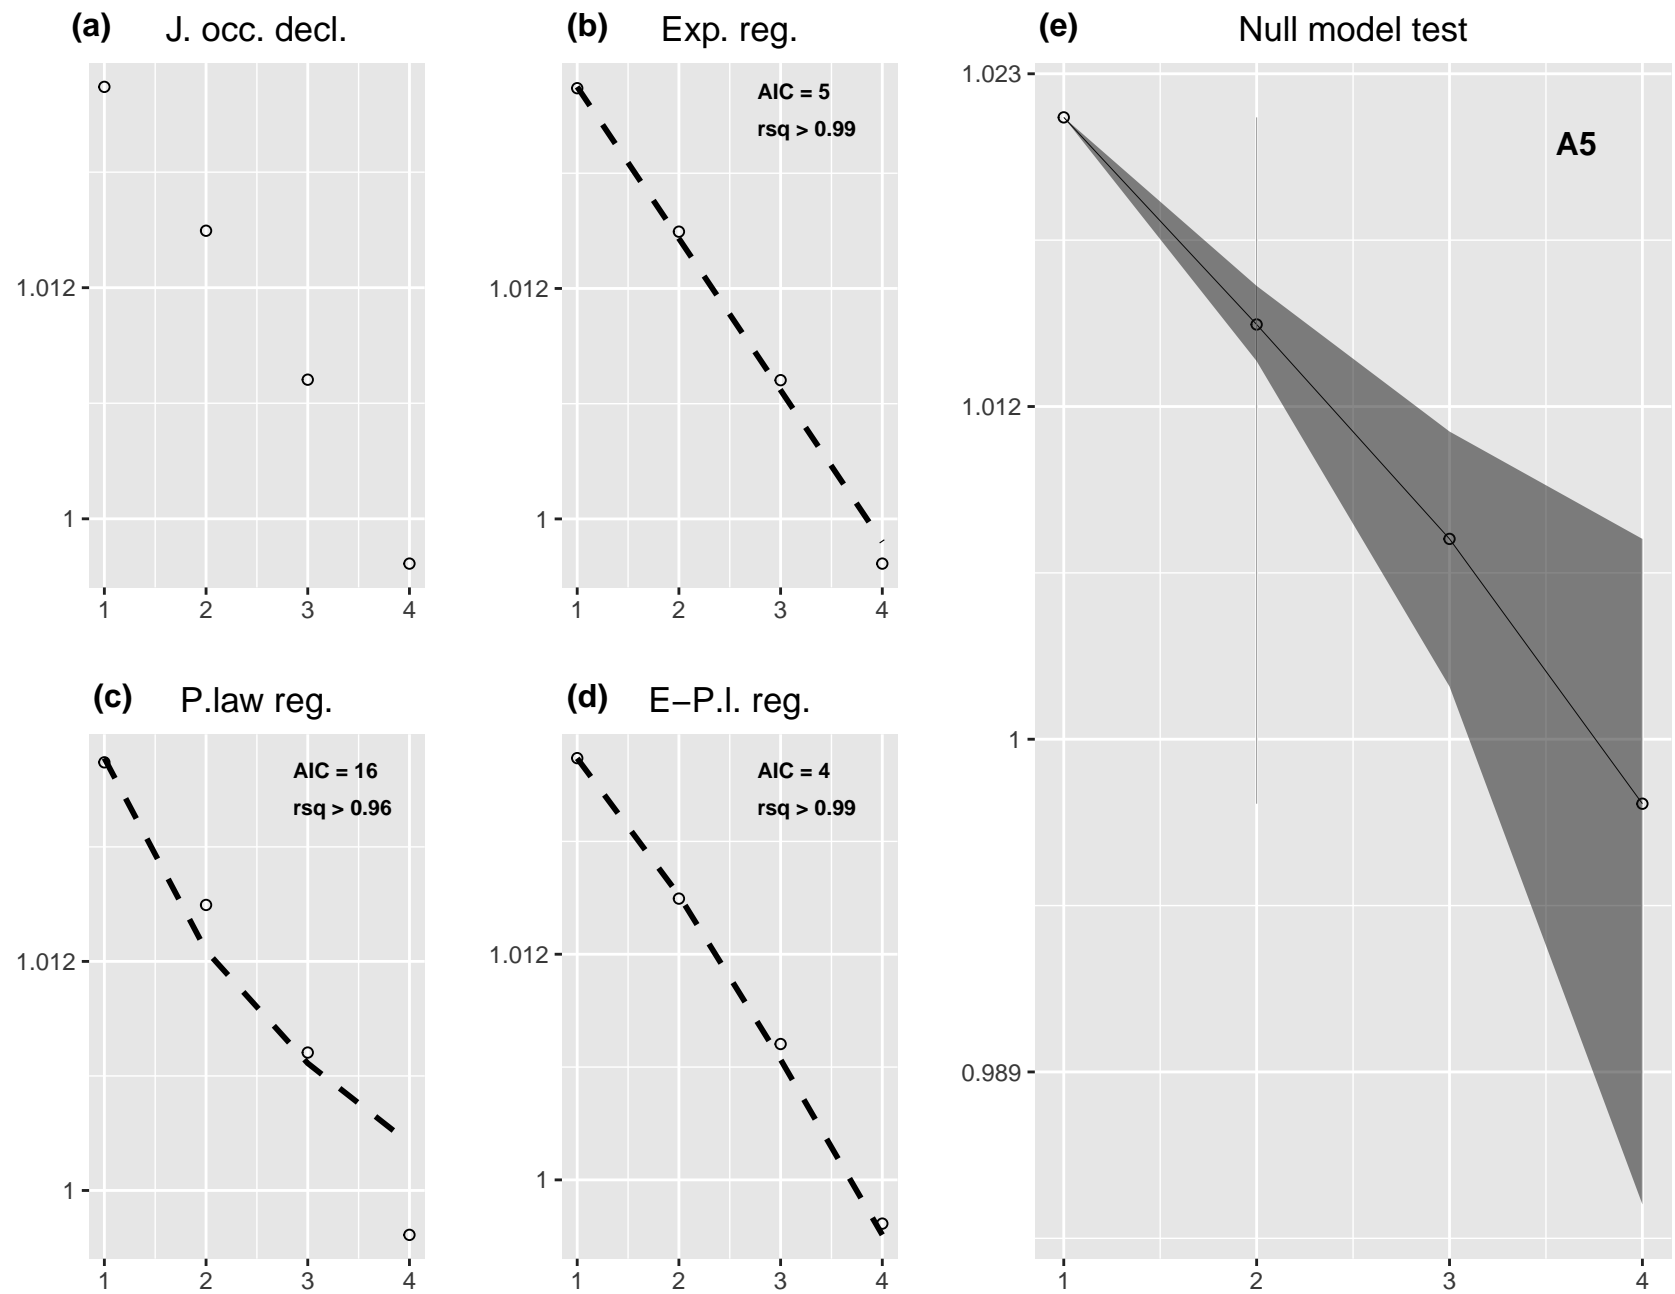 (a) J. occ. decl.
1.012
1
1 2 3 4
(b) Exp. reg.
AIC = 5
rsq > 0.99
1.012
1
1 2 3 4
(c) P.law reg.
AIC = 16
rsq > 0.96
1.012
1
1 2 3 4
(d) E−P.l. reg.
AIC = 4
rsq > 0.99
1.012
1
1 2 3 4
(e) Null model test
1.023
A5
1.012
1
0.989
1 2 3 4